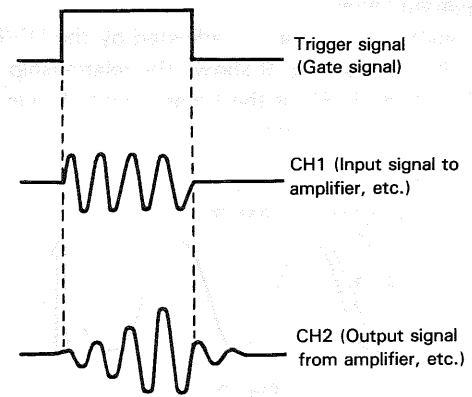 Trigger signal
(Gate signal)
CH1 (Input signal to
amplifier, etc.)
CH2 (Output signal
from amplifier, etc.)